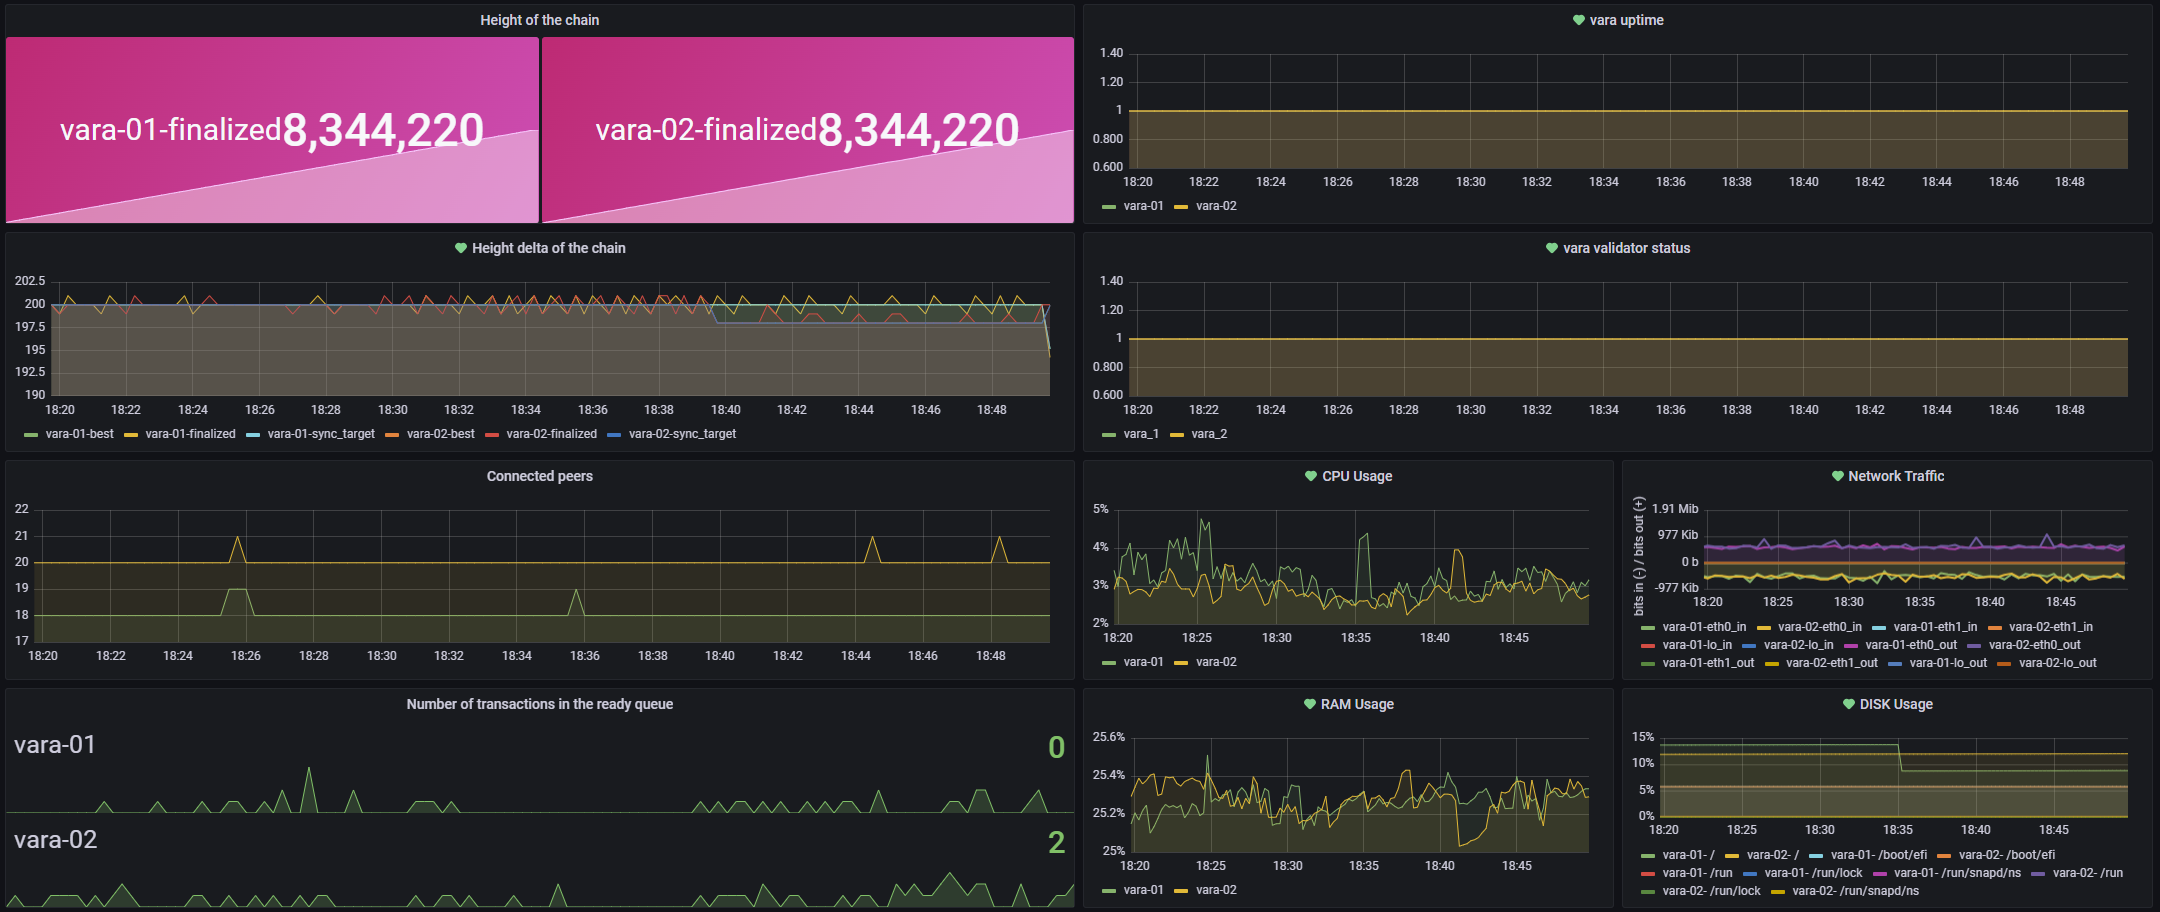 Height of the chain
vara-01-finalized8,344,220
vara-02-finalized8,344,220
vara uptime
1.40
1.20
1
0.800
0.600
18:20 18:22 18:24 18:26 18:28 18:30 18:32 18:34 18:36 18:38 18:40 18:42 18:44 18:46 18:48
vara-01 vara-02
Height delta of the chain
202.5
200
197.5
195
192.5
190
18:20 18:22 18:24 18:26 18:28 18:30 18:32 18:34 18:36 18:38 18:40 18:42 18:44 18:46 18:48
vara-01-best vara-01-finalized vara-01-sync_target vara-02-best vara-02-finalized vara-02-sync_target
vara validator status
1.40
1.20
1
0.800
0.600
18:20 18:22 18:24 18:26 18:28 18:30 18:32 18:34 18:36 18:38 18:40 18:42 18:44 18:46 18:48
vara_1 vara_2
Connected peers
22
21
20
19
18
17
18:20 18:22 18:24 18:26 18:28 18:30 18:32 18:34 18:36 18:38 18:40 18:42 18:44 18:46 18:48
CPU Usage
5%
4%
3%
2%
18:20 18:25 18:30 18:35 18:40 18:45
vara-01 vara-02
Network Traffic
bits in (-) / bits out (+)
1.91 Mib
977 Kib
0 b
-977 Kib
18:20 18:25 18:30 18:35 18:40 18:45
vara-01-eth0_in vara-02-eth0_in vara-01-eth1_in vara-02-eth1_in
vara-01-lo_in vara-02-lo_in vara-01-eth0_out vara-02-eth0_out
vara-01-eth1_out vara-02-eth1_out vara-01-lo_out vara-02-lo_out
Number of transactions in the ready queue
vara-01
0
vara-02
2
RAM Usage
25.6%
25.4%
25.2%
25%
18:20 18:25 18:30 18:35 18:40 18:45
vara-01 vara-02
DISK Usage
15%
10%
5%
0%
18:20 18:25 18:30 18:35 18:40 18:45
vara-01- / vara-02- / vara-01- /boot/efi vara-02- /boot/efi
vara-01- /run vara-01- /run/lock vara-01- /run/snapd/ns vara-02- /run
vara-02- /run/lock vara-02- /run/snapd/ns